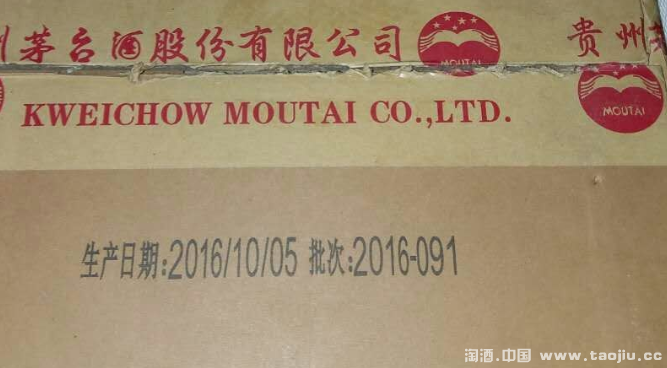 州茅台酒股份有限公司 MOUTAI 贵州茅
KWEICHOW MOUTAI CO.,LTD. MOUTAI
生产日期:2016/10/05 批次:2016-091
淘酒.中国 www.taojiu.cc